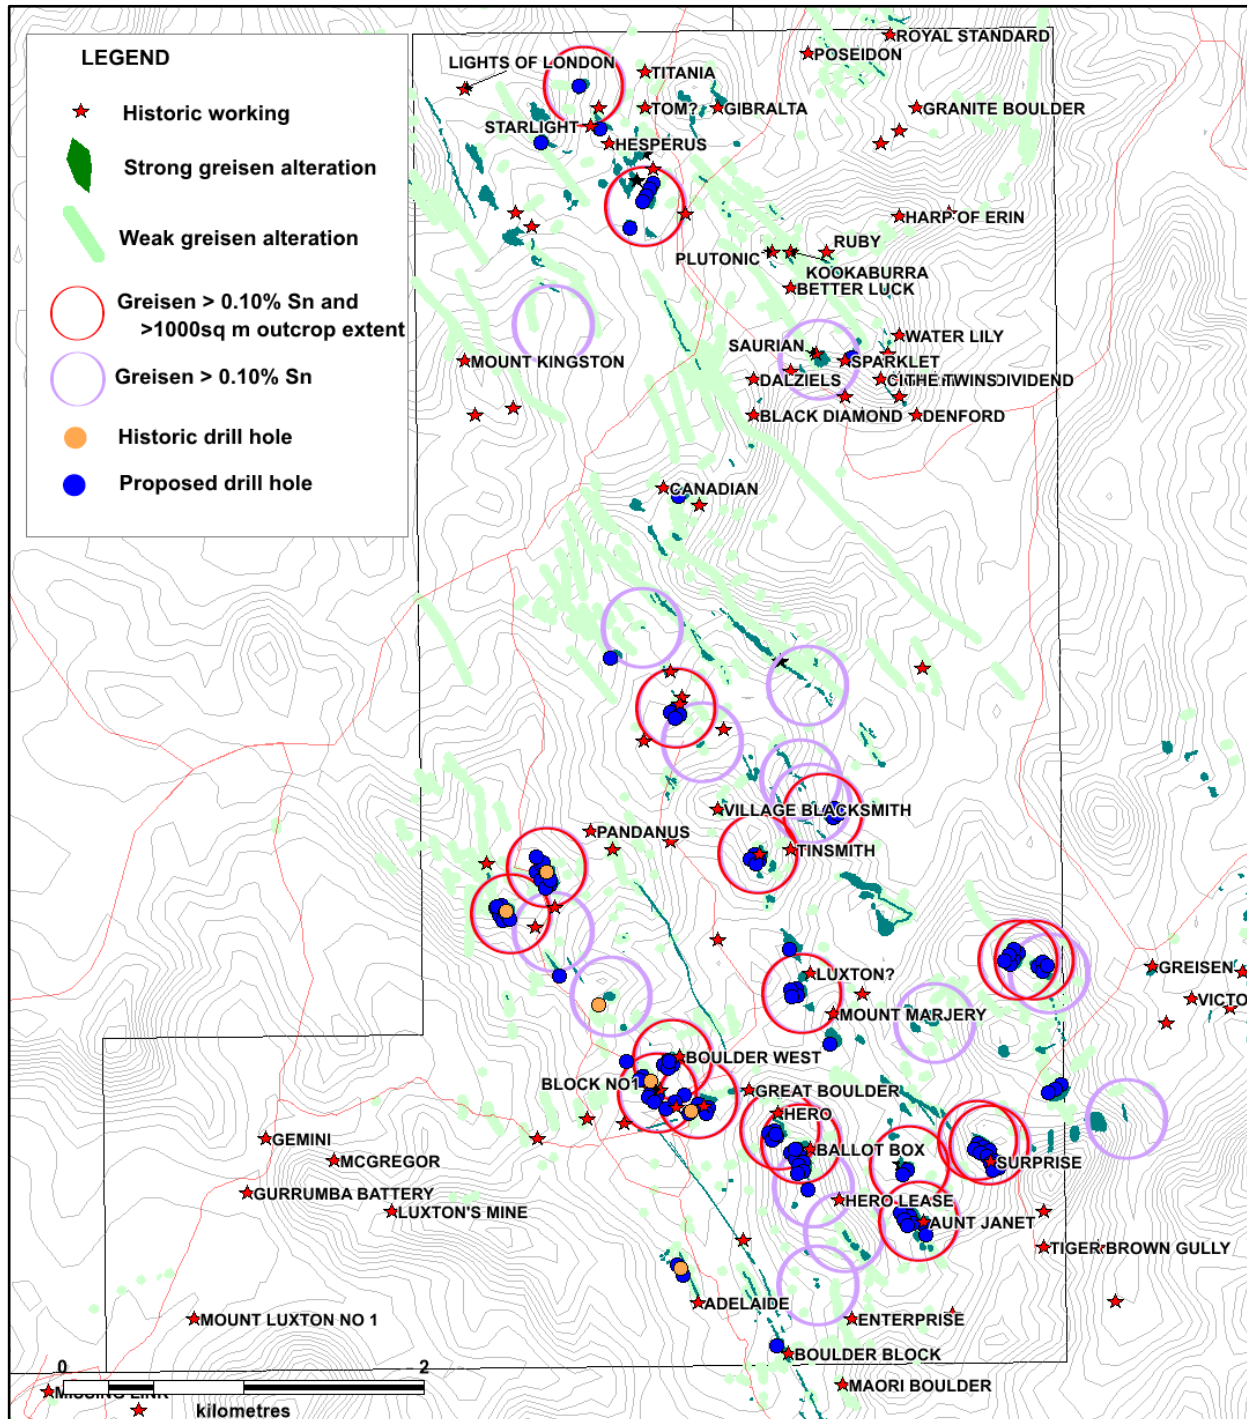 LEGEND
Historic working
Strong greisen alteration
Weak greisen alteration
Greisen > 0.10% Sn and
>1000sq m outcrop extent
Greisen > 0.10% Sn
Historic drill hole
Proposed drill hole
ROYAL STANDARD
POSEIDON
LIGHTS OF LONDON
TITANIA
TOM?
GIBRALTA
GRANITE BOULDER
STARLIGHT
HESPERUS
HARP OF ERIN
RUBY
PLUTONIC
KOOKABURRA
BETTER LUCK
WATER LILY
SAURIAN
SPARKLET
MOUNT KINGSTON
DALZIELS
TWINS
DIVIDEND
BLACK DIAMOND
DENFORD
CANADIAN
VILLAGE BLACKSMITH
PANDANUS
TINSMITH
LUXTON?
GREISEN
VICTO
MOUNT MARJERY
BOULDER WEST
BLOCK NO1
GREAT BOULDER
HERO
GEMINI
BALLOT BOX
MCGREGOR
SURPRISE
GURRUMBA BATTERY
HERO LEASE
LUXTON'S MINE
AUNT JANET
TIGER BROWN GULLY
ADELAIDE
MOUNT LUXTON NO 1
ENTERPRISE
BOULDER BLOCK
0 2
MISSING LINK
MAORI BOULDER
kilometres